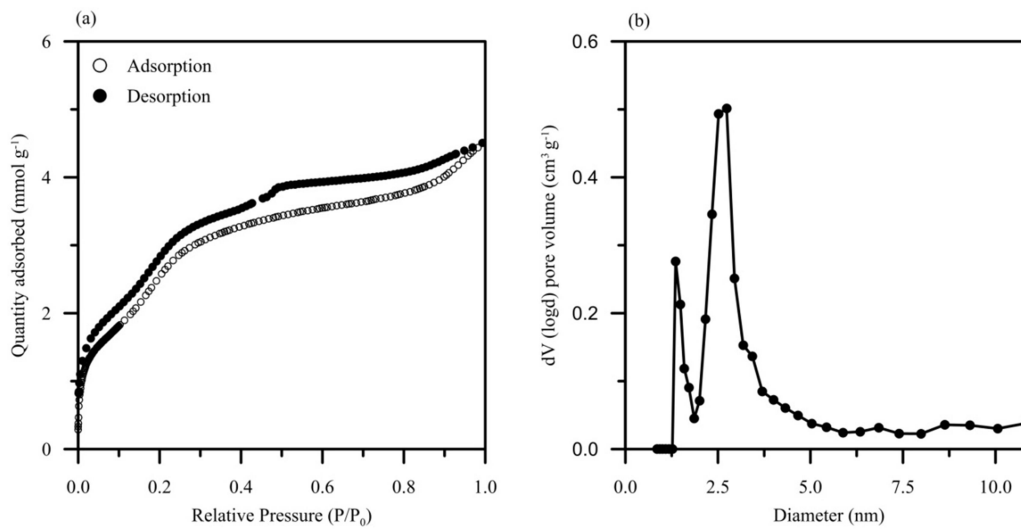 (a)
6
4
2
0
Quantity adsorbed (mmol g⁻¹)
Adsorption
Desorption
0.0 0.2 0.4 0.6 0.8 1.0
Relative Pressure (P/P₀)
(b)
0.6
0.4
0.2
0.0
dV (logd) pore volume (cm³ g⁻¹)
0.0 2.5 5.0 7.5 10.0
Diameter (nm)